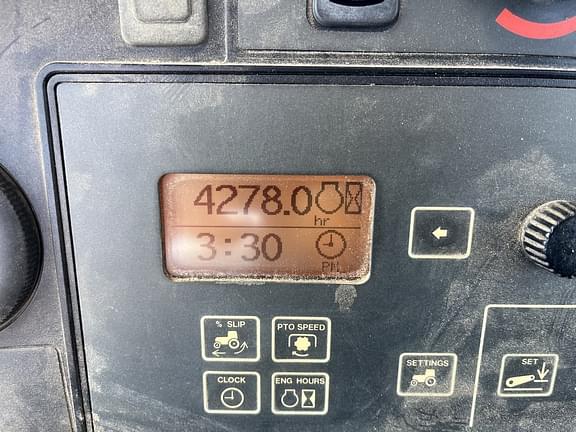 4278.0
hr
3:30
PM
% SLIP
PTO SPEED
CLOCK
ENG HOURS
SETTINGS
SET